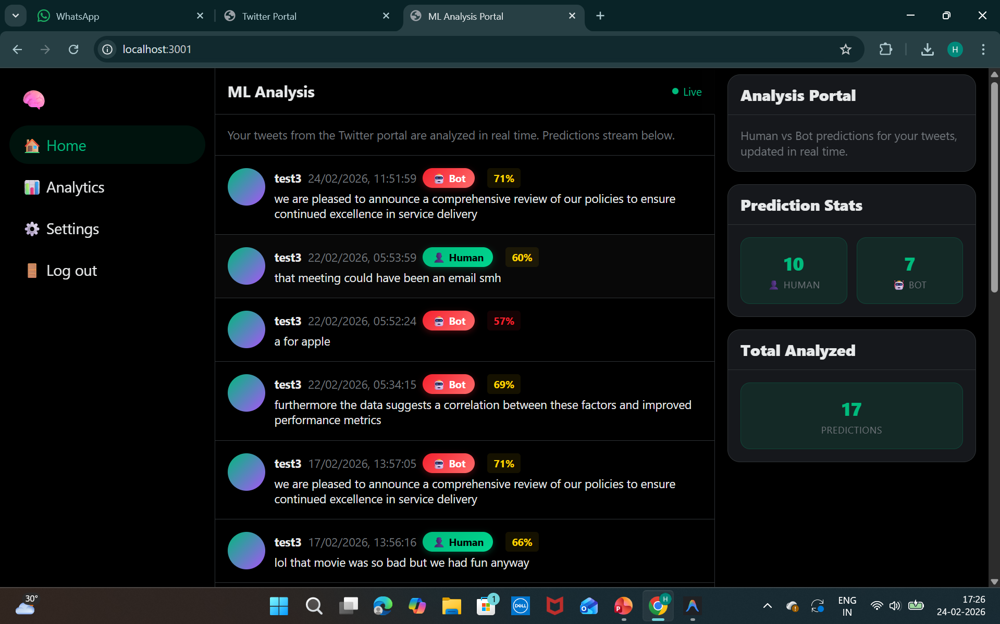 WhatsApp
Twitter Portal
ML Analysis Portal
localhost:3001
H
Home
Analytics
Settings
Log out
ML Analysis
Live
Your tweets from the Twitter portal are analyzed in real time. Predictions stream below.
test3 24/02/2026, 11:51:59 Bot 71%
we are pleased to announce a comprehensive review of our policies to ensure
continued excellence in service delivery
test3 22/02/2026, 05:53:59 Human 60%
that meeting could have been an email smh
test3 22/02/2026, 05:52:24 Bot 57%
a for apple
test3 22/02/2026, 05:34:15 Bot 69%
furthermore the data suggests a correlation between these factors and improved
performance metrics
test3 17/02/2026, 13:57:05 Bot 71%
we are pleased to announce a comprehensive review of our policies to ensure
continued excellence in service delivery
test3 17/02/2026, 13:56:16 Human 66%
lol that movie was so bad but we had fun anyway
Analysis Portal
Human vs Bot predictions for your tweets,
updated in real time.
Prediction Stats
10
HUMAN
7
BOT
Total Analyzed
17
PREDICTIONS
30°
1
DELL
P
H
ENG
IN
17:26
24-02-2026